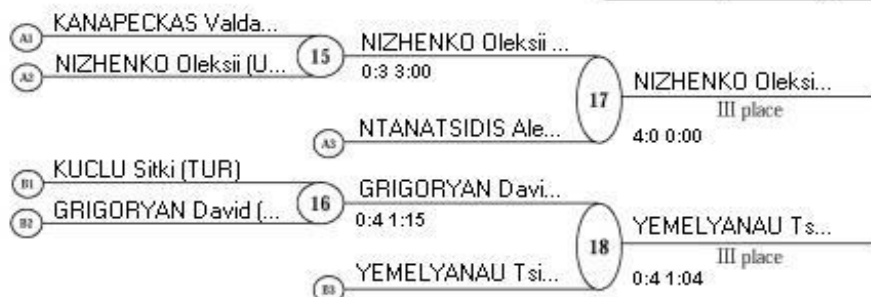 A1 KANAPECKAS Valda...
A2 NIZHENKO Oleksii (U...
15
NIZHENKO Oleksii ...
0:3 3:00
A3 NTANATSIDIS Ale...
17
NIZHENKO Oleksi...
III place
4:0 0:00
B1 KUCLU Sitki (TUR)
B2 GRIGORYAN David (...
16
GRIGORYAN Davi...
0:4 1:15
B3 YEMELYANAU Tsi...
18
YEMELYANAU Ts...
III place
0:4 1:04